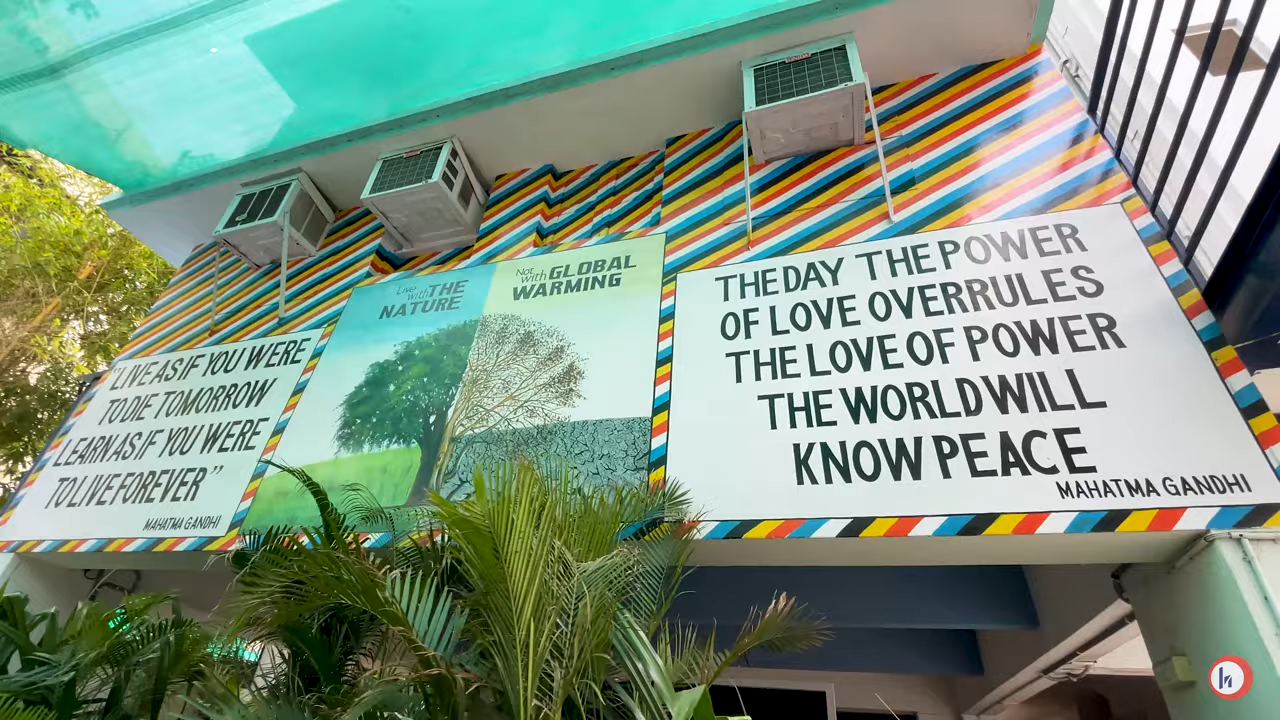 "LIVE AS IF YOU WERE
TO DIE TOMORROW
LEARN AS IF YOU WERE
TO LIVE FOREVER"
MAHATMA GANDHI
Live with THE
NATURE
Not with GLOBAL
WARMING
THE DAY THE POWER
OF LOVE OVERRULES
THE LOVE OF POWER
THE WORLD WILL
KNOW PEACE
MAHATMA GANDHI